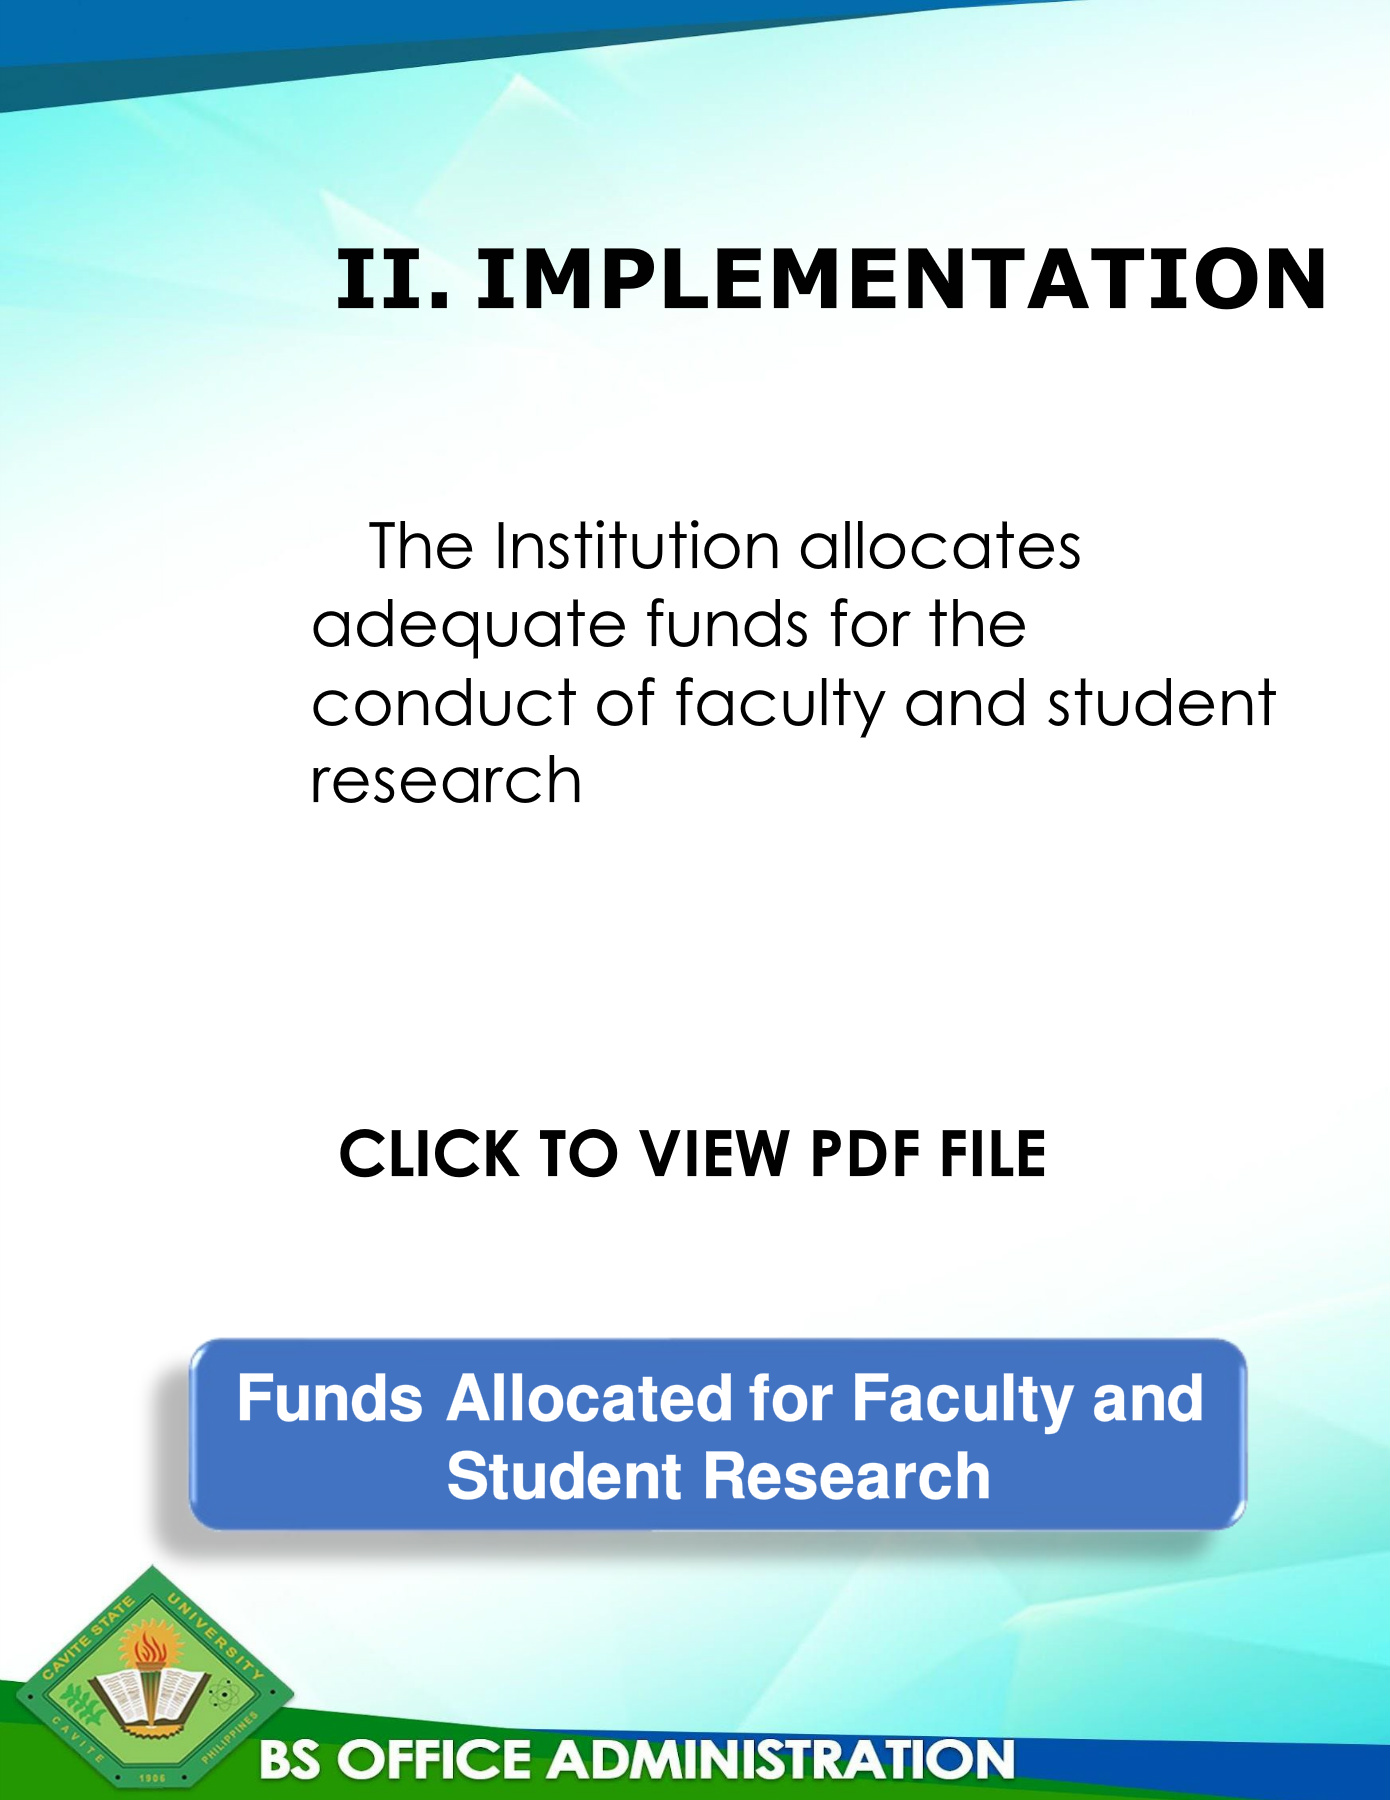 II. IMPLEMENTATION
The Institution allocates
adequate funds for the
conduct of faculty and student
research
CLICK TO VIEW PDF FILE
Funds Allocated for Faculty and
Student Research
CAVITE STATE UNIVERSITY
CAVITE PHILIPPINES
1906
BS OFFICE ADMINISTRATION